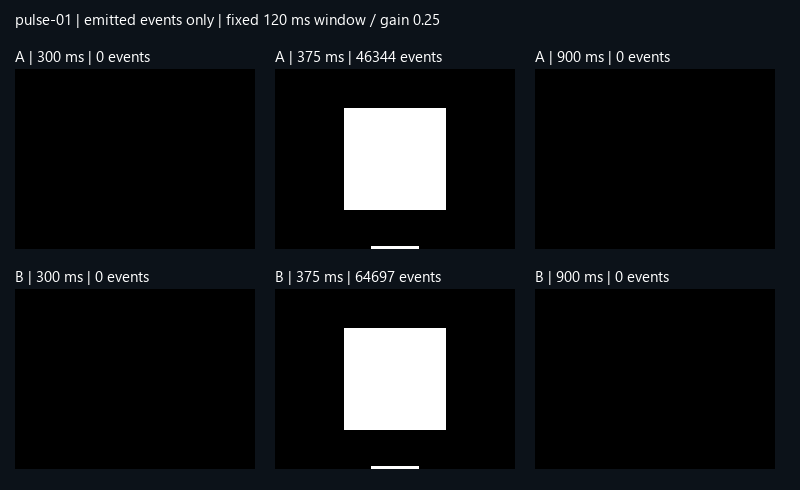 pulse-01 | emitted events only | fixed 120 ms window / gain 0.25
A | 300 ms | 0 events
A | 375 ms | 46344 events
A | 900 ms | 0 events
B | 300 ms | 0 events
B | 375 ms | 64697 events
B | 900 ms | 0 events